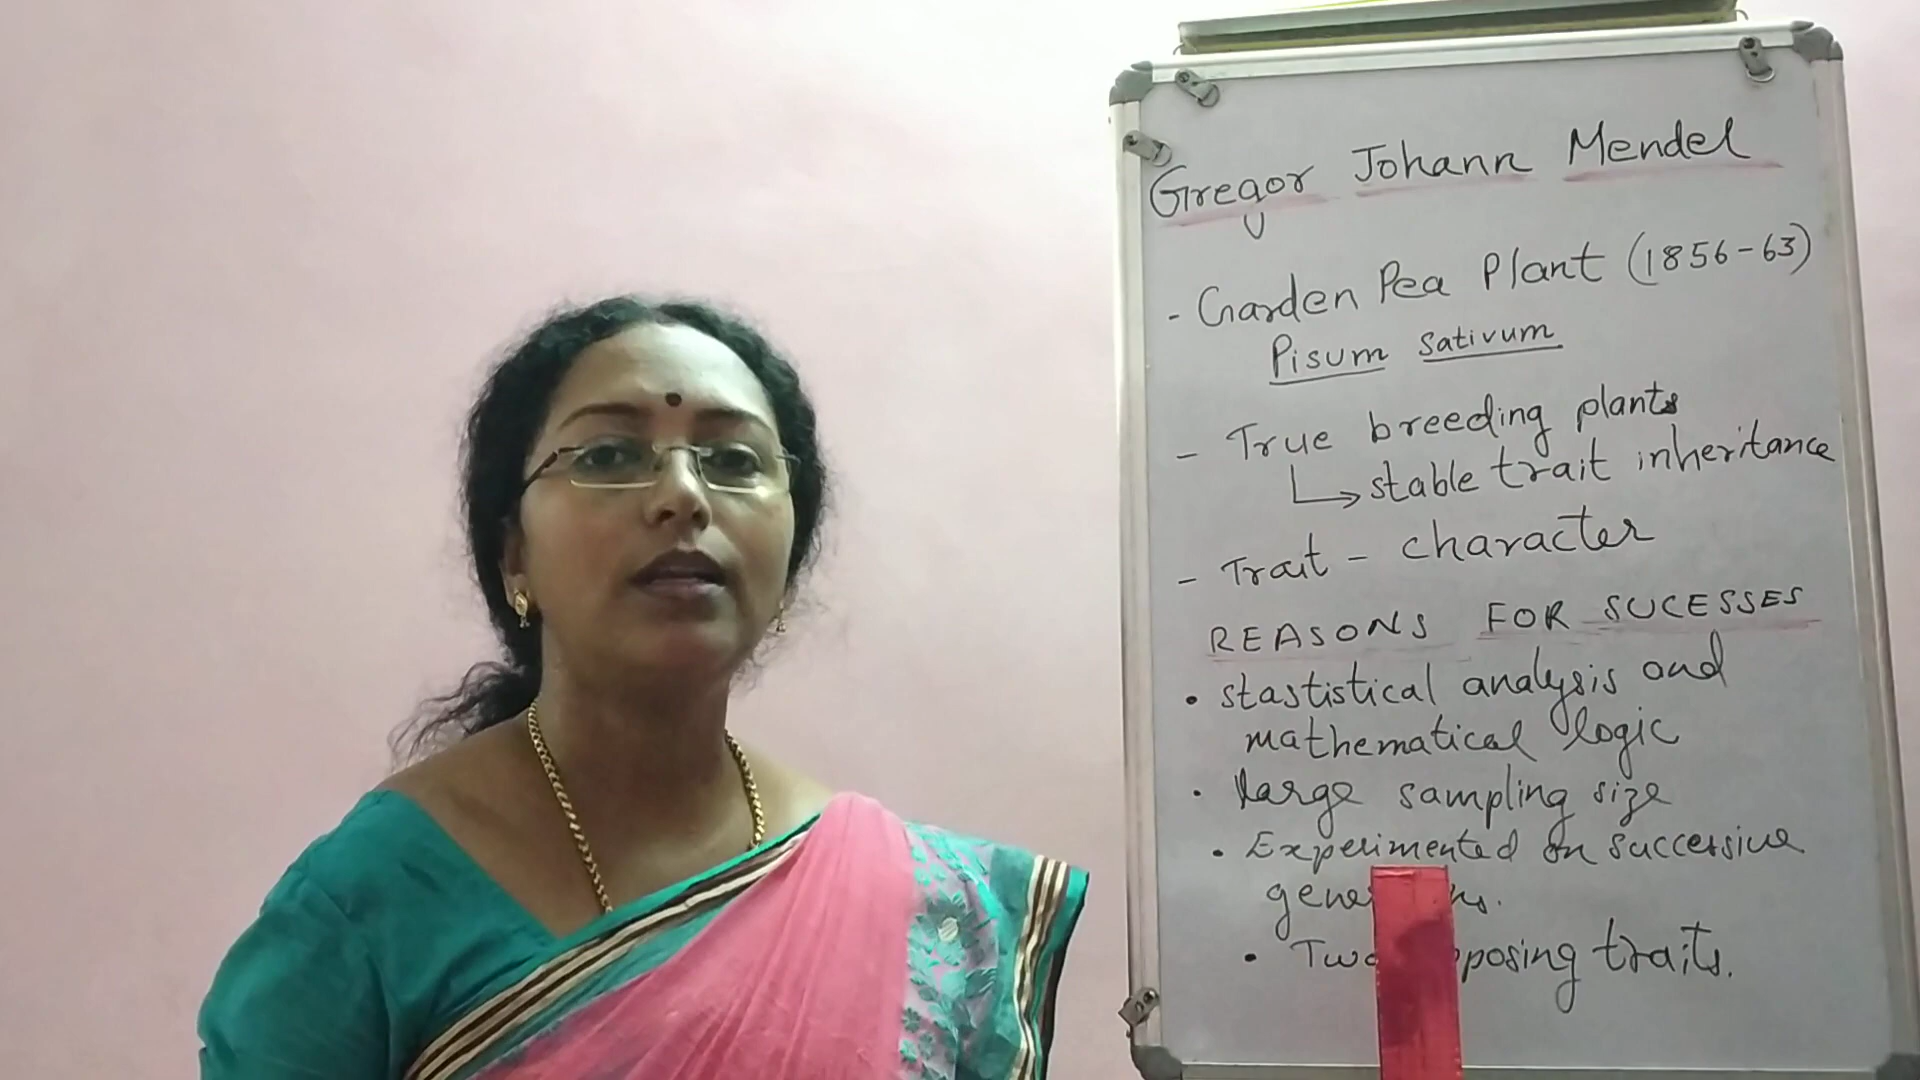 Gregor Johann Mendel
- Garden Pea Plant (1856-63)
Pisum sativum
- True breeding plants
↳ stable trait inheritance
- Trait - character
REASONS FOR SUCESSES
• stastistical analysis and
mathematical logic
• large sampling size
• Experimented on successive
• posing traits.